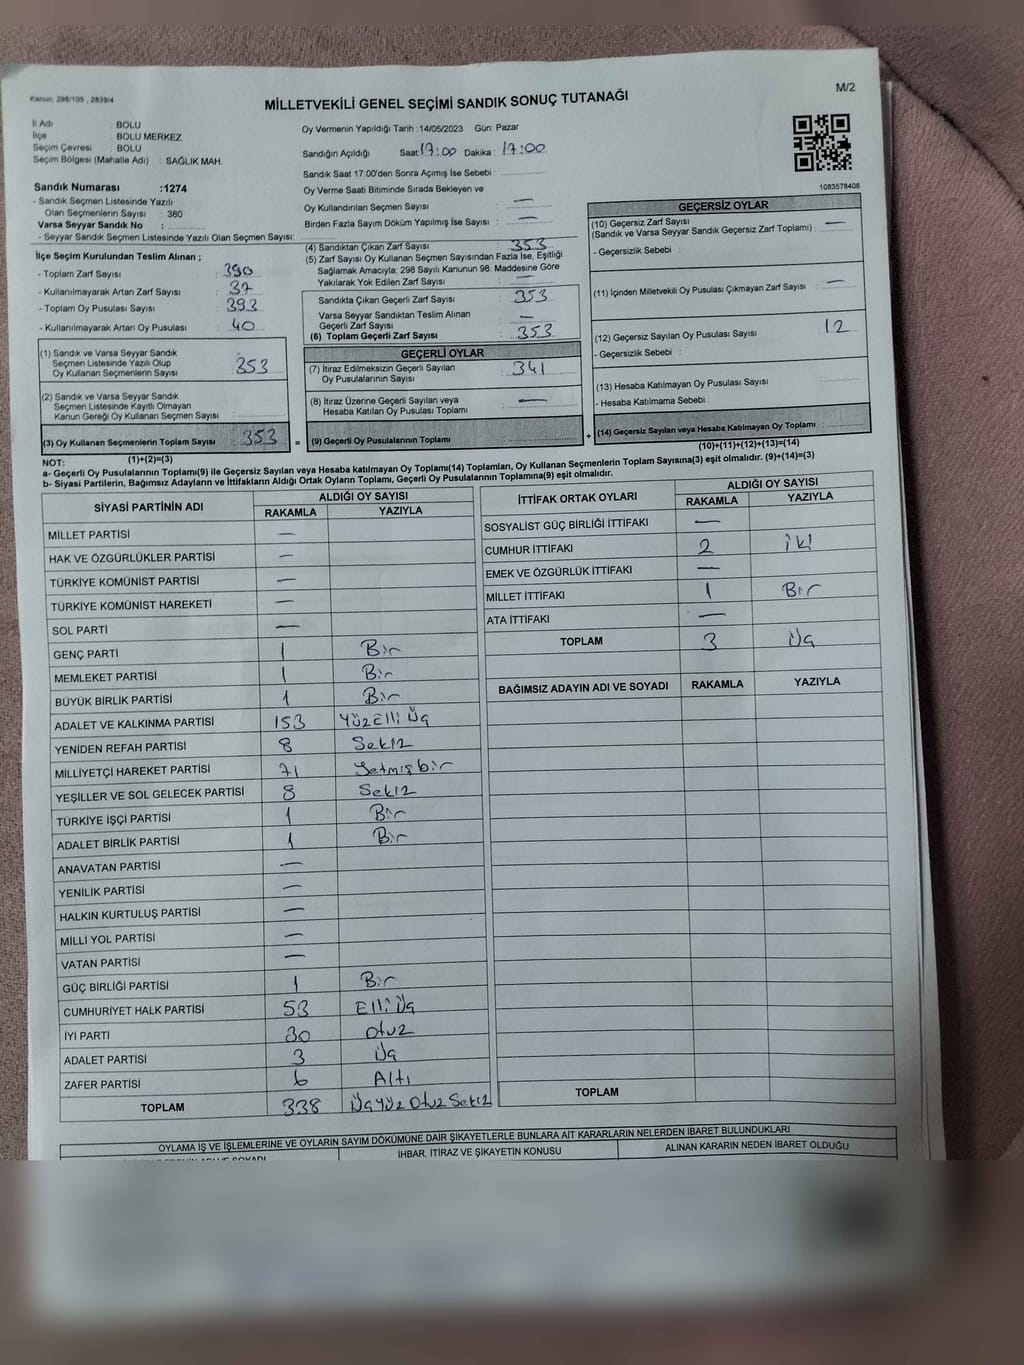 Kanun: 298/105 , 2839/4
M/2
MİLLETVEKİLİ GENEL SEÇİMİ SANDIK SONUÇ TUTANAĞI
İl Adı : BOLU
İlçe : BOLU MERKEZ
Seçim Çevresi : BOLU
Seçim Bölgesi (Mahalle Adı) : SAĞLIK MAH.
Sandık Numarası :1274
- Sandık Seçmen Listesinde Yazılı
Olan Seçmenlerin Sayısı : 380
Varsa Seyyar Sandık No :
- Seyyar Sandık Seçmen Listesinde Yazılı Olan Seçmen Sayısı:
İlçe Seçim Kurulundan Teslim Alınan ;
- Toplam Zarf Sayısı : 390
- Kullanılmayarak Artan Zarf Sayısı : 37
- Toplam Oy Pusulası Sayısı : 393
- Kullanılmayarak Artan Oy Pusulası : 40
(1) Sandık ve Varsa Seyyar Sandık
Seçmen Listesinde Yazılı Olup
Oy Kullanan Seçmenlerin Sayısı : 353
(2) Sandık ve Varsa Seyyar Sandık
Seçmen Listesinde Kayıtlı Olmayan
Kanun Gereği Oy Kullanan Seçmen Sayısı :
(3) Oy Kullanan Seçmenlerin Toplam Sayısı : 353
(1)+(2)=(3)
Oy Vermenin Yapıldığı Tarih :14/05/2023 Gün: Pazar
Sandığın Açıldığı Saat: 17:00 Dakika : 17:00
Sandık Saat 17:00'den Sonra Açımış İse Sebebi :
Oy Verme Saati Bitiminde Sırada Bekleyen ve
Oy Kullandırılan Seçmen Sayısı : —
Birden Fazla Sayım Döküm Yapılmış İse Sayısı : —
(4) Sandıktan Çıkan Zarf Sayısı : 353
(5) Zarf Sayısı Oy Kullanan Seçmen Sayısından Fazla İse, Eşitliği
Sağlamak Amacıyla; 298 Sayılı Kanunun 98. Maddesine Göre
Yakılarak Yok Edilen Zarf Sayısı : —
Sandıkta Çıkan Geçerli Zarf Sayısı : 353
Varsa Seyyar Sandıktan Teslim Alınan
Geçerli Zarf Sayısı : —
(6) Toplam Geçerli Zarf Sayısı : 353
GEÇERLİ OYLAR
(7) İtiraz Edilmeksizin Geçerli Sayılan
Oy Pusulalarının Sayısı : 341
(8) İtiraz Üzerine Geçerli Sayılan veya
Hesaba Katılan Oy Pusulası Toplamı : —
= (9) Geçerli Oy Pusulalarının Toplamı :
1083578408
GEÇERSİZ OYLAR
(10) Geçersiz Zarf Sayısı
(Sandık ve Varsa Seyyar Sandık Geçersiz Zarf Toplamı) : —
- Geçersizlik Sebebi :
(11) İçinden Milletvekili Oy Pusulası Çıkmayan Zarf Sayısı : —
(12) Geçersiz Sayılan Oy Pusulası Sayısı : 12
- Geçersizlik Sebebi :
(13) Hesaba Katılmayan Oy Pusulası Sayısı :
- Hesaba Katılmama Sebebi :
+ (14) Geçersiz Sayılan veya Hesaba Katılmayan Oy Toplamı :
(10)+(11)+(12)+(13)=(14)
NOT:
a- Geçerli Oy Pusulalarının Toplamı(9) ile Geçersiz Sayılan veya Hesaba katılmayan Oy Toplamı(14) Toplamları, Oy Kullanan Seçmenlerin Toplam Sayısına(3) eşit olmalıdır. (9)+(14)=(3)
b- Siyasi Partilerin, Bağımsız Adayların ve İttifakların Aldığı Ortak Oyların Toplamı, Geçerli Oy Pusulalarının Toplamına(9) eşit olmalıdır.
SİYASİ PARTİNİN ADI ALDIĞI OY SAYISI
RAKAMLA YAZIYLA
MİLLET PARTİSİ —
HAK VE ÖZGÜRLÜKLER PARTİSİ —
TÜRKİYE KOMÜNİST PARTİSİ —
TÜRKİYE KOMÜNİST HAREKETİ —
SOL PARTİ —
GENÇ PARTİ 1 Bir
MEMLEKET PARTİSİ 1 Bir
BÜYÜK BİRLİK PARTİSİ 1 Bir
ADALET VE KALKINMA PARTİSİ 153 Yüzelli Üç
YENİDEN REFAH PARTİSİ 8 Sekiz
MİLLİYETÇİ HAREKET PARTİSİ 71 Yetmişbir
YEŞİLLER VE SOL GELECEK PARTİSİ 8 Sekiz
TÜRKİYE İŞÇİ PARTİSİ 1 Bir
ADALET BİRLİK PARTİSİ 1 Bir
ANAVATAN PARTİSİ —
YENİLİK PARTİSİ —
HALKIN KURTULUŞ PARTİSİ —
MİLLİ YOL PARTİSİ —
VATAN PARTİSİ —
GÜÇ BİRLİĞİ PARTİSİ 1 Bir
CUMHURİYET HALK PARTİSİ 53 Elli Üç
İYİ PARTİ 30 Otuz
ADALET PARTİSİ 3 Üç
ZAFER PARTİSİ 6 Altı
TOPLAM 338 Üçyüz Otuz Sekiz
İTTİFAK ORTAK OYLARI ALDIĞI OY SAYISI
RAKAMLA YAZIYLA
SOSYALİST GÜÇ BİRLİĞİ İTTİFAKI —
CUMHUR İTTİFAKI 2 iki
EMEK VE ÖZGÜRLÜK İTTİFAKI —
MİLLET İTTİFAKI 1 Bir
ATA İTTİFAKI —
TOPLAM 3 Üç
BAĞIMSIZ ADAYIN ADI VE SOYADI RAKAMLA YAZIYLA
TOPLAM
OYLAMA İŞ VE İŞLEMLERİNE VE OYLARIN SAYIM DÖKÜMÜNE DAİR ŞİKAYETLERLE BUNLARA AİT KARARLARIN NELERDEN İBARET BULUNDUKLARI
İHBAR, İTİRAZ VE ŞİKAYETİN KONUSU
ALINAN KARARIN NEDEN İBARET OLDUĞU